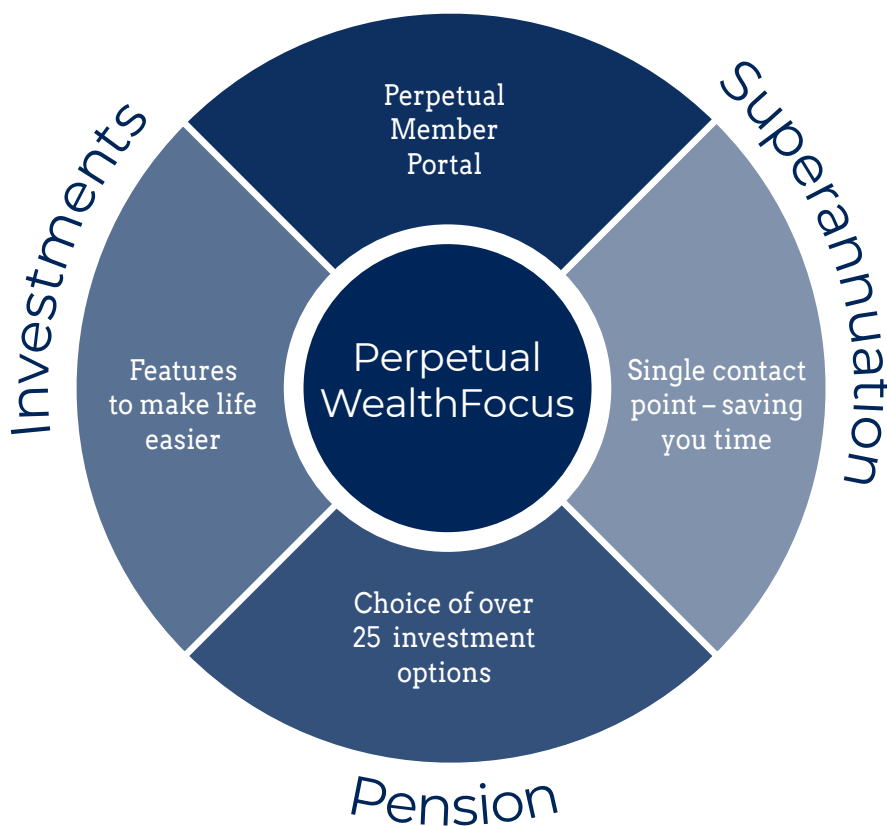 Perpetual
Member
Portal
Investments
Superannuation
Features
to make life
easier
Perpetual
WealthFocus
Single contact
point – saving
you time
Choice of over
25 investment
options
Pension